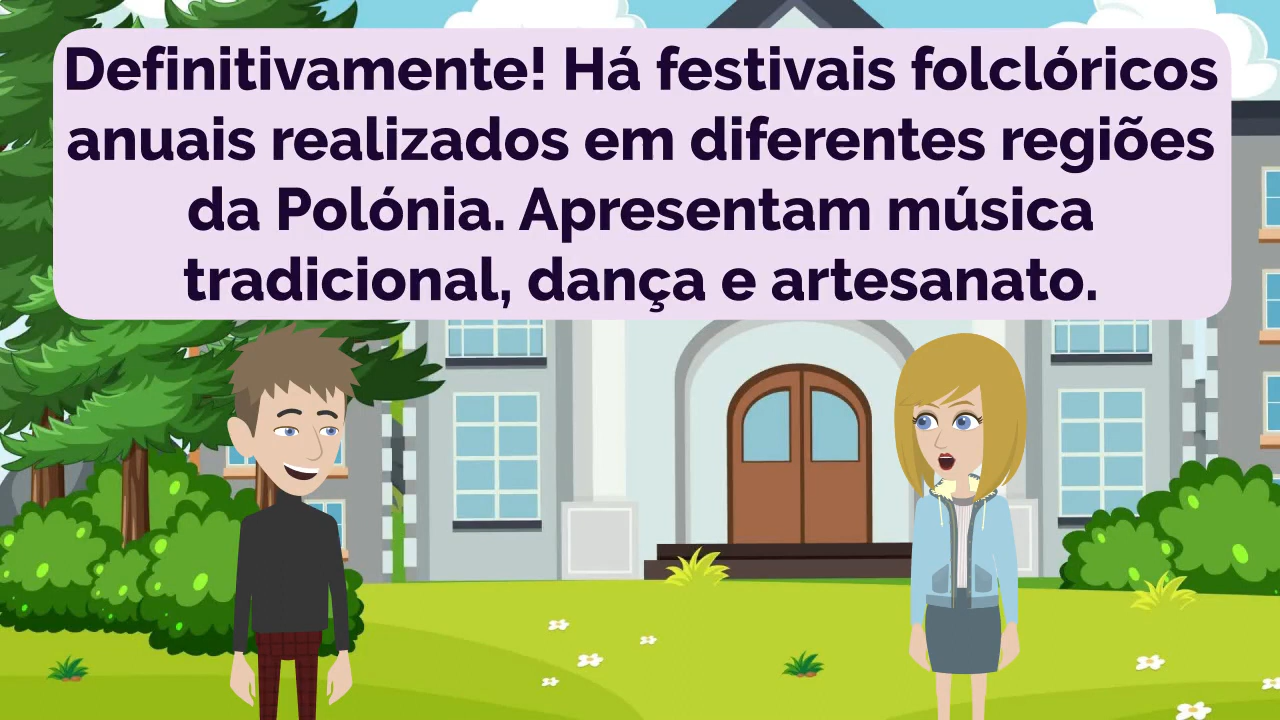 Definitivamente! Há festivais folclóricos
anuais realizados em diferentes regiões
da Polónia. Apresentam música
tradicional, dança e artesanato.